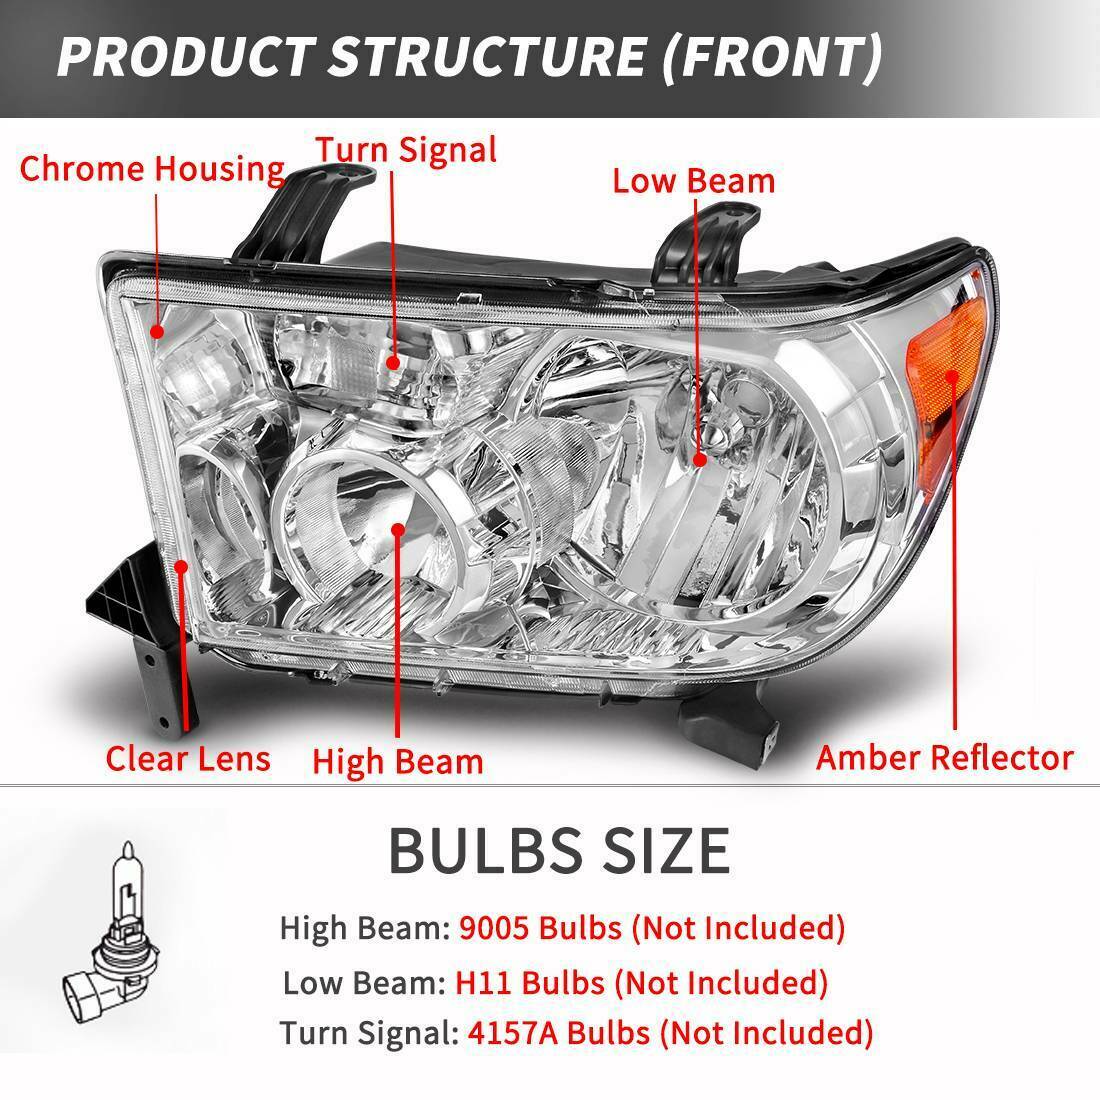 PRODUCT STRUCTURE (FRONT)
Chrome Housing
Turn Signal
Low Beam
Clear Lens
High Beam
Amber Reflector
BULBS SIZE
High Beam: 9005 Bulbs (Not Included)
Low Beam: H11 Bulbs (Not Included)
Turn Signal: 4157A Bulbs (Not Included)